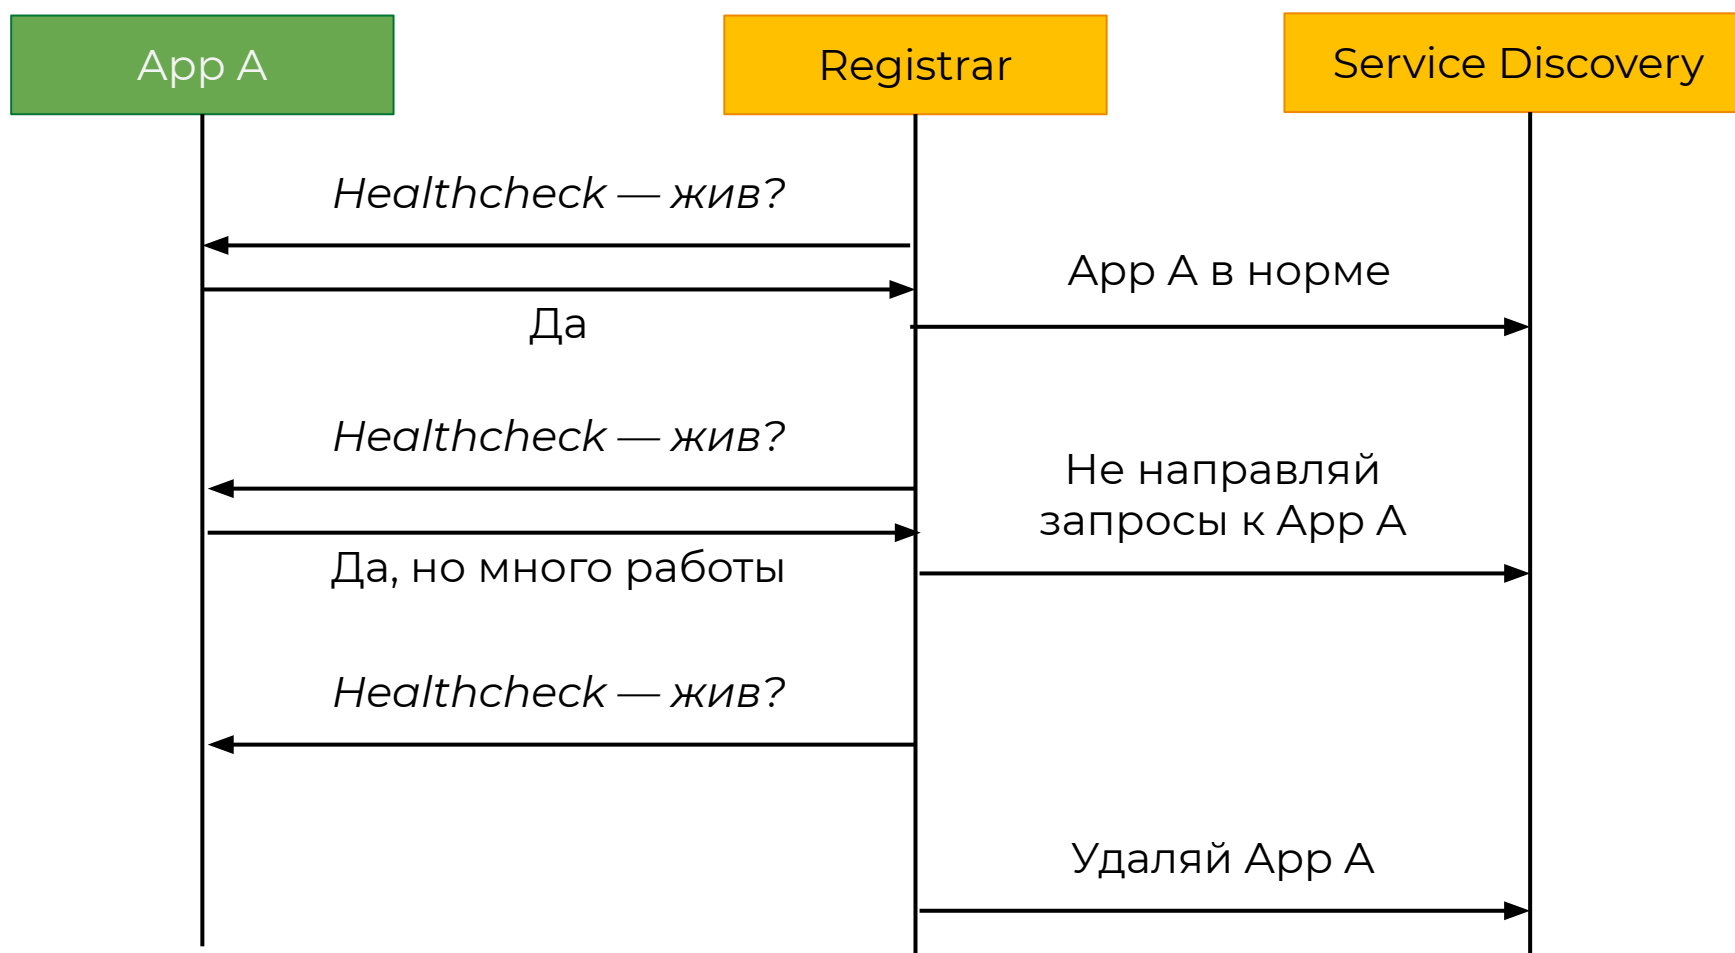 App A
Registrar
Service Discovery
Healthcheck — жив?
App A в норме
Да
Healthcheck — жив?
Не направляй
запросы к App A
Да, но много работы
Healthcheck — жив?
Удаляй App A